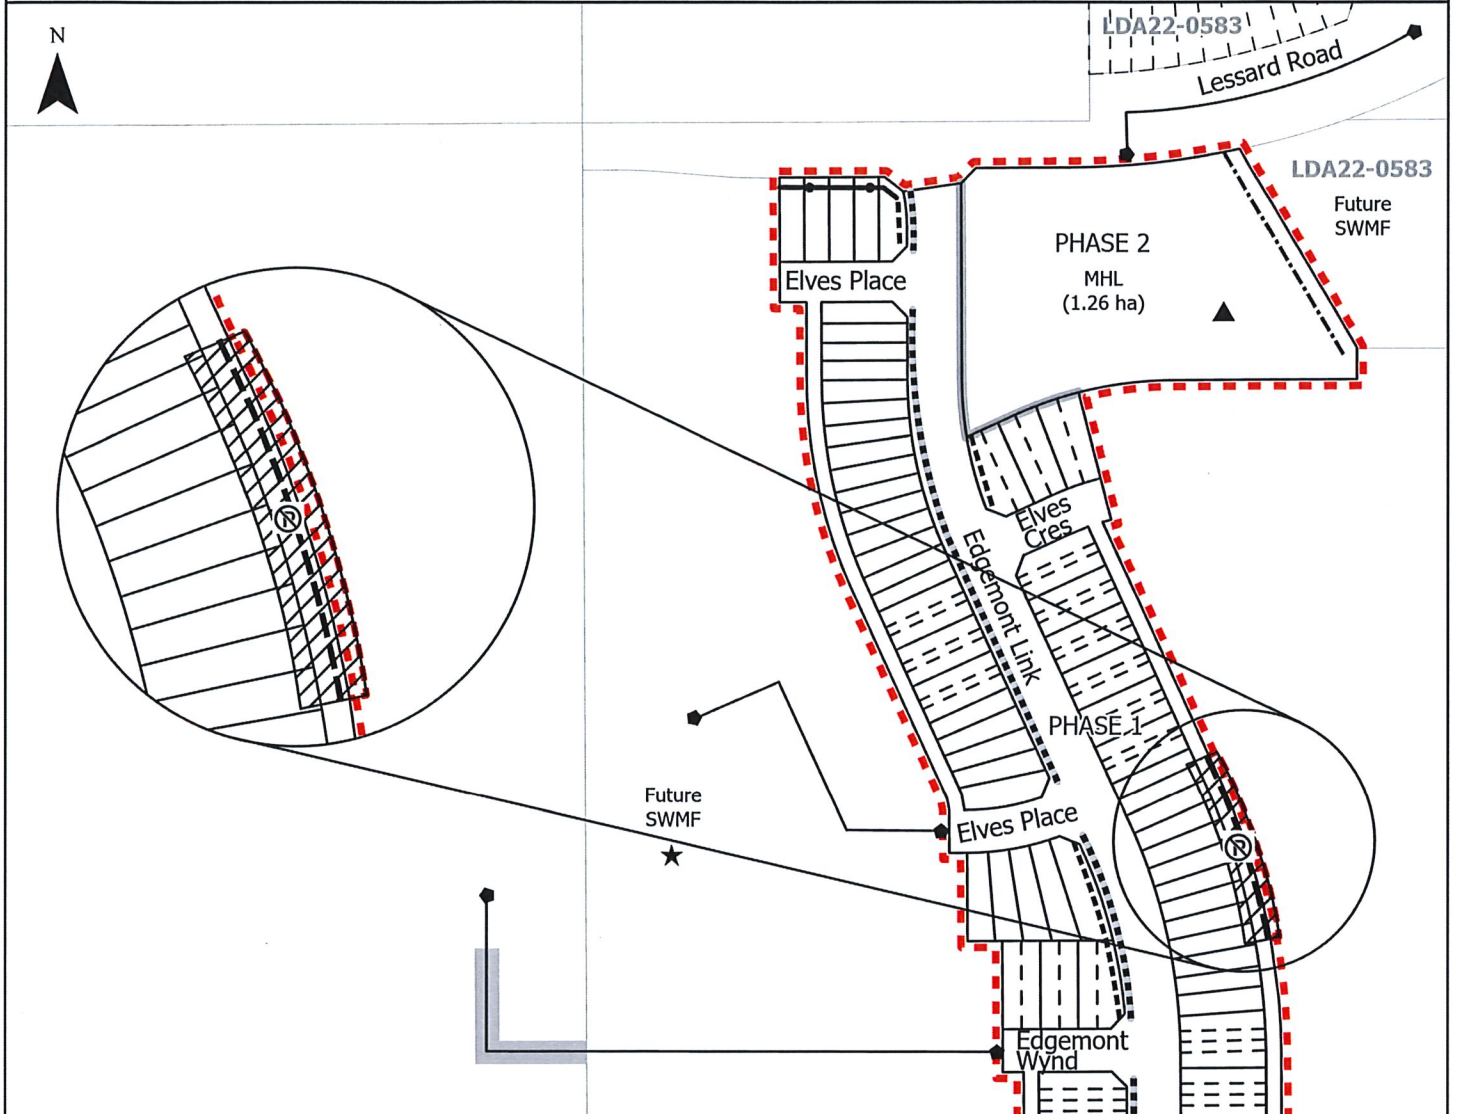 N
LDA22-0583
Lessard Road
LDA22-0583
Future
SWMF
PHASE 2
MHL
(1.26 ha)
Elves Place
Elves
Cres
Edgemont Link
PHASE 1
Future
SWMF
Elves Place
P
P
Edgemont
Wynd